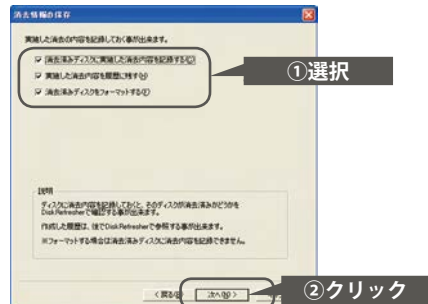 消去情報の保存
実施した消去の内容を記録しておく事が出来ます。
消去済みディスクに実施した消去内容を記録する(C)
実施した消去内容を履歴に残す(H)
消去済みディスクをフォーマットする(F)
①選択
説明
ディスクに消去内容を記録しておくと、そのディスクが消去済みかどうかを
DiskRefresherで確認する事が出来ます。
作成した履歴は、後でDiskRefresherで参照する事が出来ます。
※フォーマットする場合は消去済みディスクに消去内容を記録できません。
< 戻る(B)
次へ(N) >
②クリック